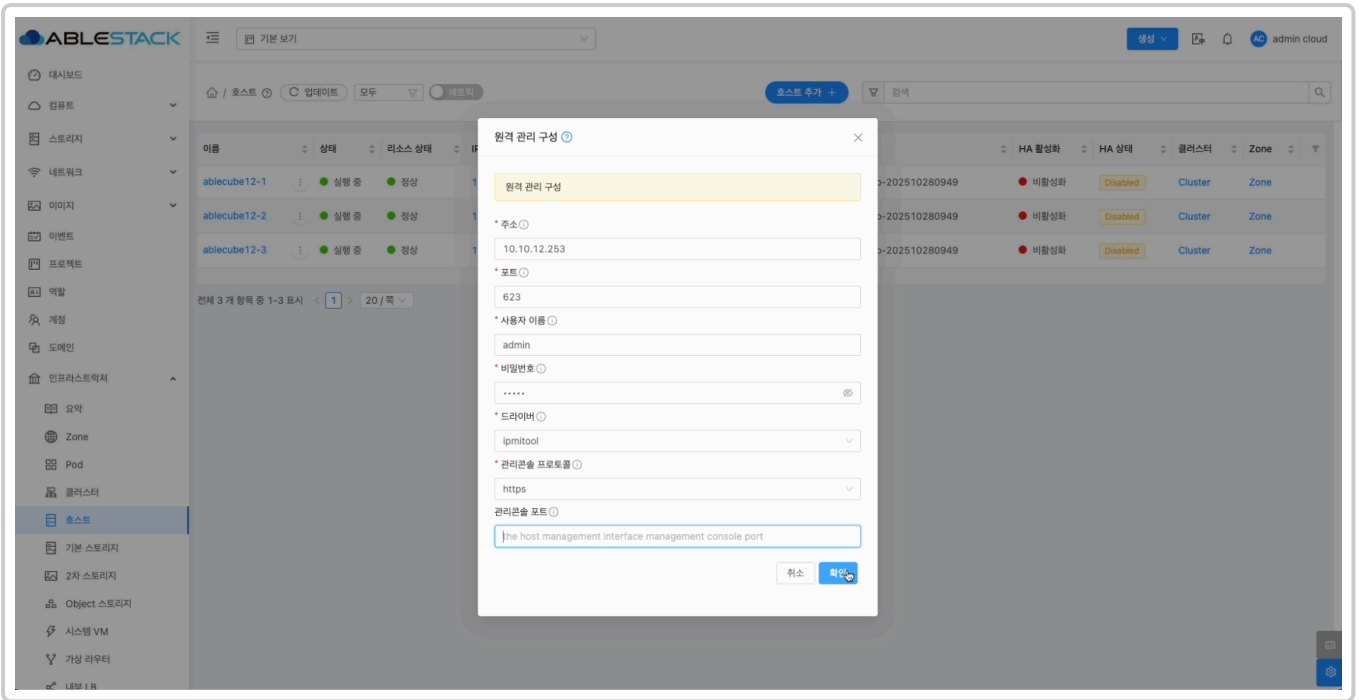 ABLESTACK
기본 보기
생성
AC admin cloud
대시보드
컴퓨트
스토리지
네트워크
이미지
이벤트
프로젝트
역할
계정
도메인
인프라스트럭쳐
요약
Zone
Pod
클러스터
호스트
기본 스토리지
2차 스토리지
Object 스토리지
시스템 VM
가상 라우터
내부 LB
/ 호스트 업데이트 모두 메트릭
호스트 추가 +
검색
이름 상태 리소스 상태 HA 활성화 HA 상태 클러스터 Zone
ablecube12-1 실행 중 정상 1 -202510280949 비활성화 Disabled Cluster Zone
ablecube12-2 실행 중 정상 1 -202510280949 비활성화 Disabled Cluster Zone
ablecube12-3 실행 중 정상 1 -202510280949 비활성화 Disabled Cluster Zone
전체 3 개 항목 중 1-3 표시 < 1 > 20 / 쪽
원격 관리 구성
원격 관리 구성
* 주소
10.10.12.253
* 포트
623
* 사용자 이름
admin
* 비밀번호
•••••
* 드라이버
ipmitool
* 관리콘솔 프로토콜
https
관리콘솔 포트
the host management interface management console port
취소
확인